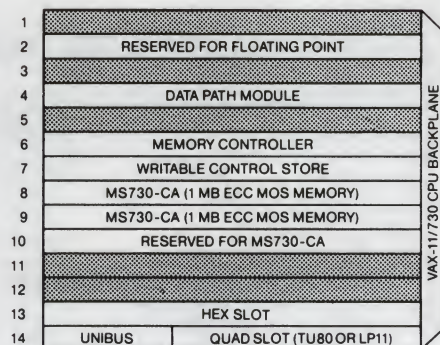 1
2 RESERVED FOR FLOATING POINT
3
4 DATA PATH MODULE
5
6 MEMORY CONTROLLER
7 WRITABLE CONTROL STORE
8 MS730-CA (1 MB ECC MOS MEMORY)
9 MS730-CA (1 MB ECC MOS MEMORY)
10 RESERVED FOR MS730-CA
11
12
13 HEX SLOT
14 UNIBUS QUAD SLOT (TU80 OR LP11)
VAX-11/730 CPU BACKPLANE